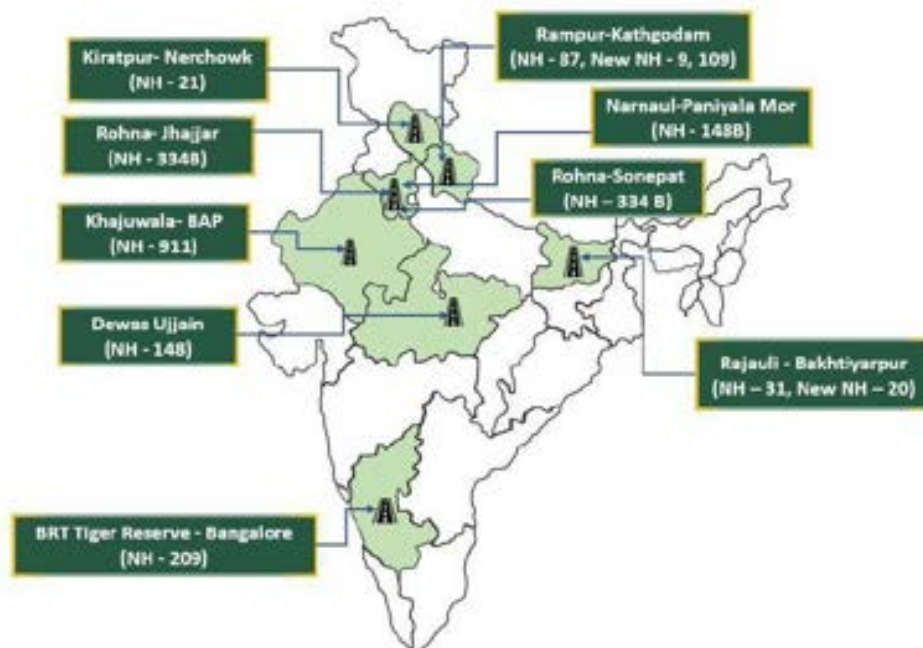 Rampur-Kathgodam
(NH - 87, New NH - 9, 109)
Kiratpur- Nerchowk
(NH - 21)
Narnaul-Paniyala Mor
(NH - 148B)
Rohna- Jhajjar
(NH - 334B)
Rohna-Sonepat
(NH – 334 B)
Khajuwala- BAP
(NH - 911)
Dewas Ujjain
(NH - 148)
Rajauli - Bakhtiyarpur
(NH – 31, New NH – 20)
BRT Tiger Reserve - Bangalore
(NH - 209)